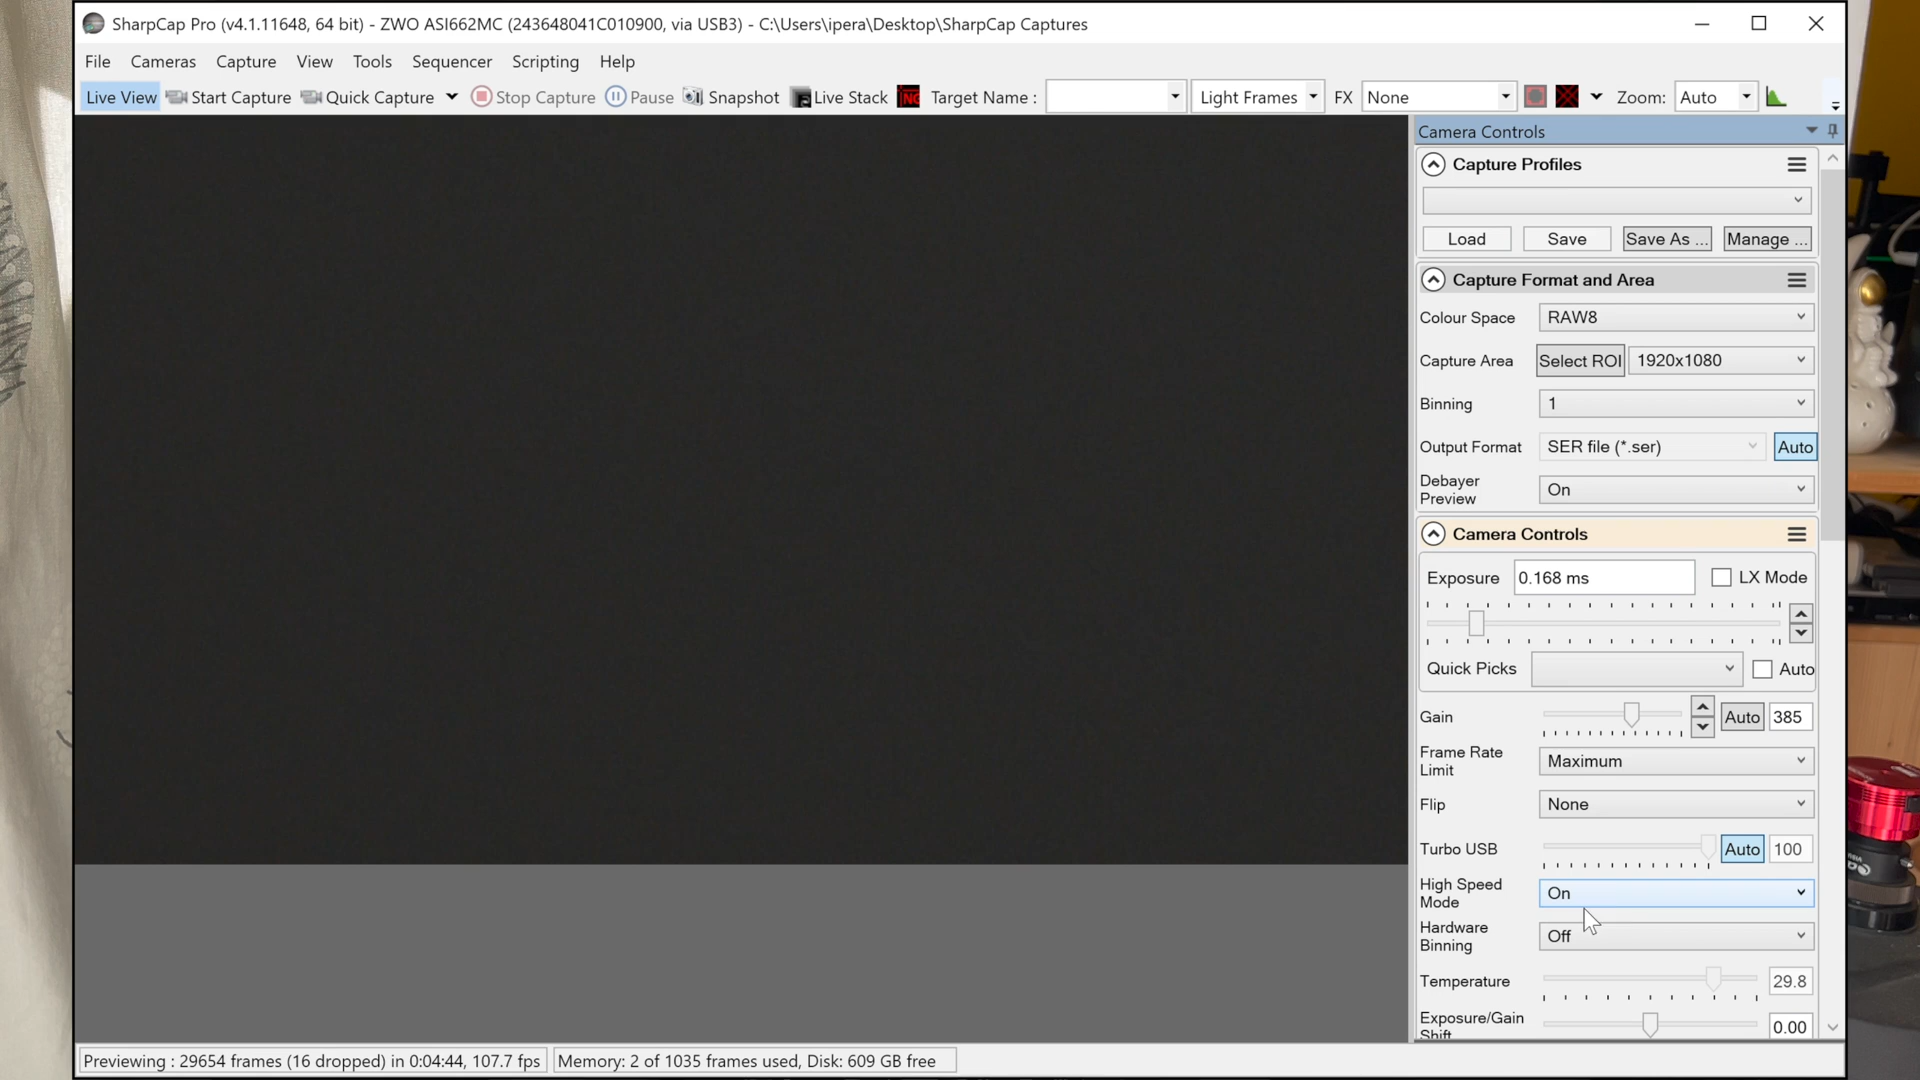 SharpCap Pro (v4.1.11648, 64 bit) - ZWO ASI662MC (243648041C010900, via USB3) - C:\Users\ipera\Desktop\SharpCap Captures
File Cameras Capture View Tools Sequencer Scripting Help
Live View Start Capture Quick Capture Stop Capture Pause Snapshot Live Stack Target Name : Light Frames FX None Zoom: Auto
Camera Controls
Capture Profiles
Load Save Save As ... Manage ...
Capture Format and Area
Colour Space RAW8
Capture Area Select ROI 1920x1080
Binning 1
Output Format SER file (*.ser) Auto
Debayer
Preview On
Camera Controls
Exposure 0.168 ms LX Mode
Quick Picks Auto
Gain Auto 385
Frame Rate
Limit Maximum
Flip None
Turbo USB Auto 100
High Speed
Mode On
Hardware
Binning Off
Temperature 29.8
Exposure/Gain
Shift 0.00
Previewing : 29654 frames (16 dropped) in 0:04:44, 107.7 fps Memory: 2 of 1035 frames used, Disk: 609 GB free